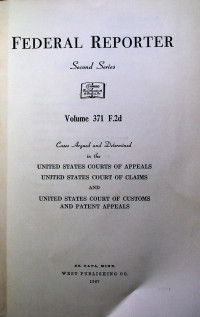 FEDERAL REPORTER
Second Series
Volume 371 F.2d
Cases Argued and Determined
in the
UNITED STATES COURTS OF APPEALS
UNITED STATES COURT OF CLAIMS
AND
UNITED STATES COURT OF CUSTOMS
AND PATENT APPEALS
ST. PAUL, MINN.
WEST PUBLISHING CO.
1967